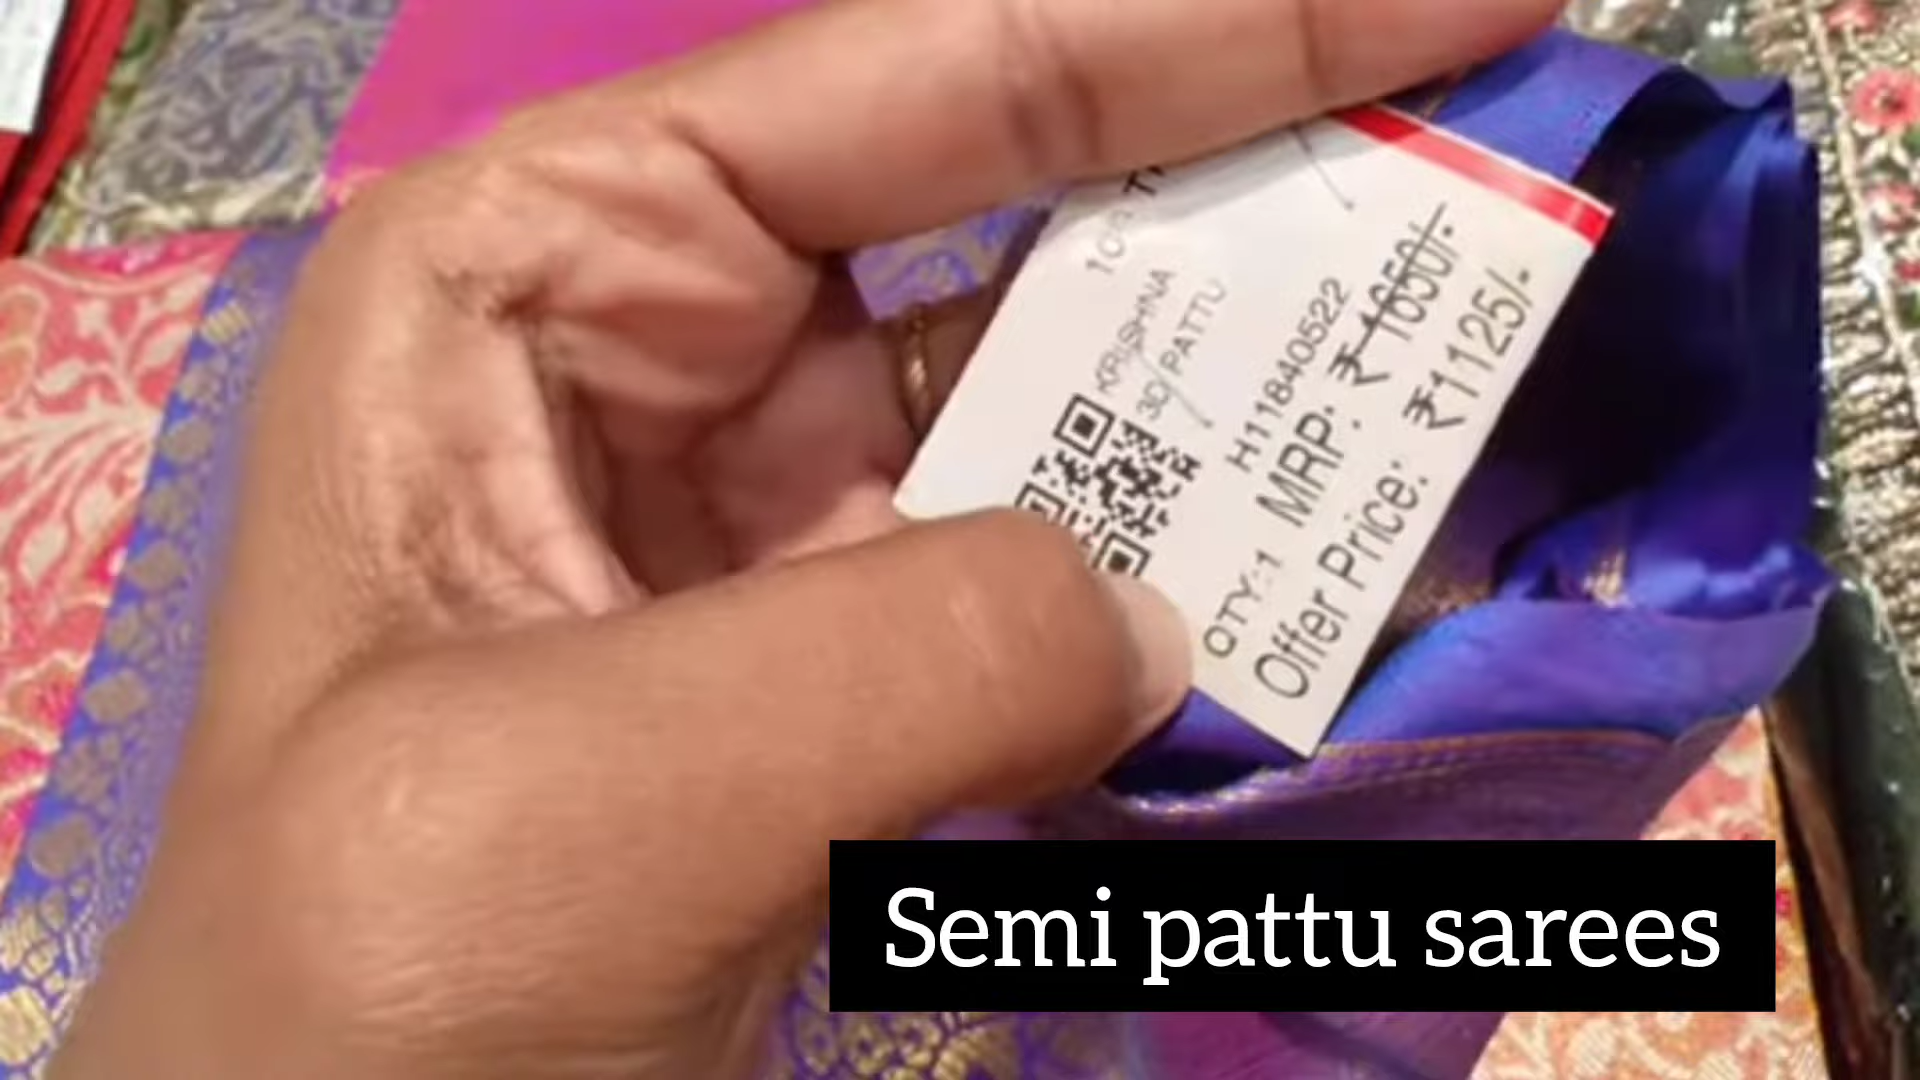 KRISHNA
3D PATTU
H11840522
QTY:1 MRP: ₹ 1650/-
Offer Price: ₹1125/-
Semi pattu sarees